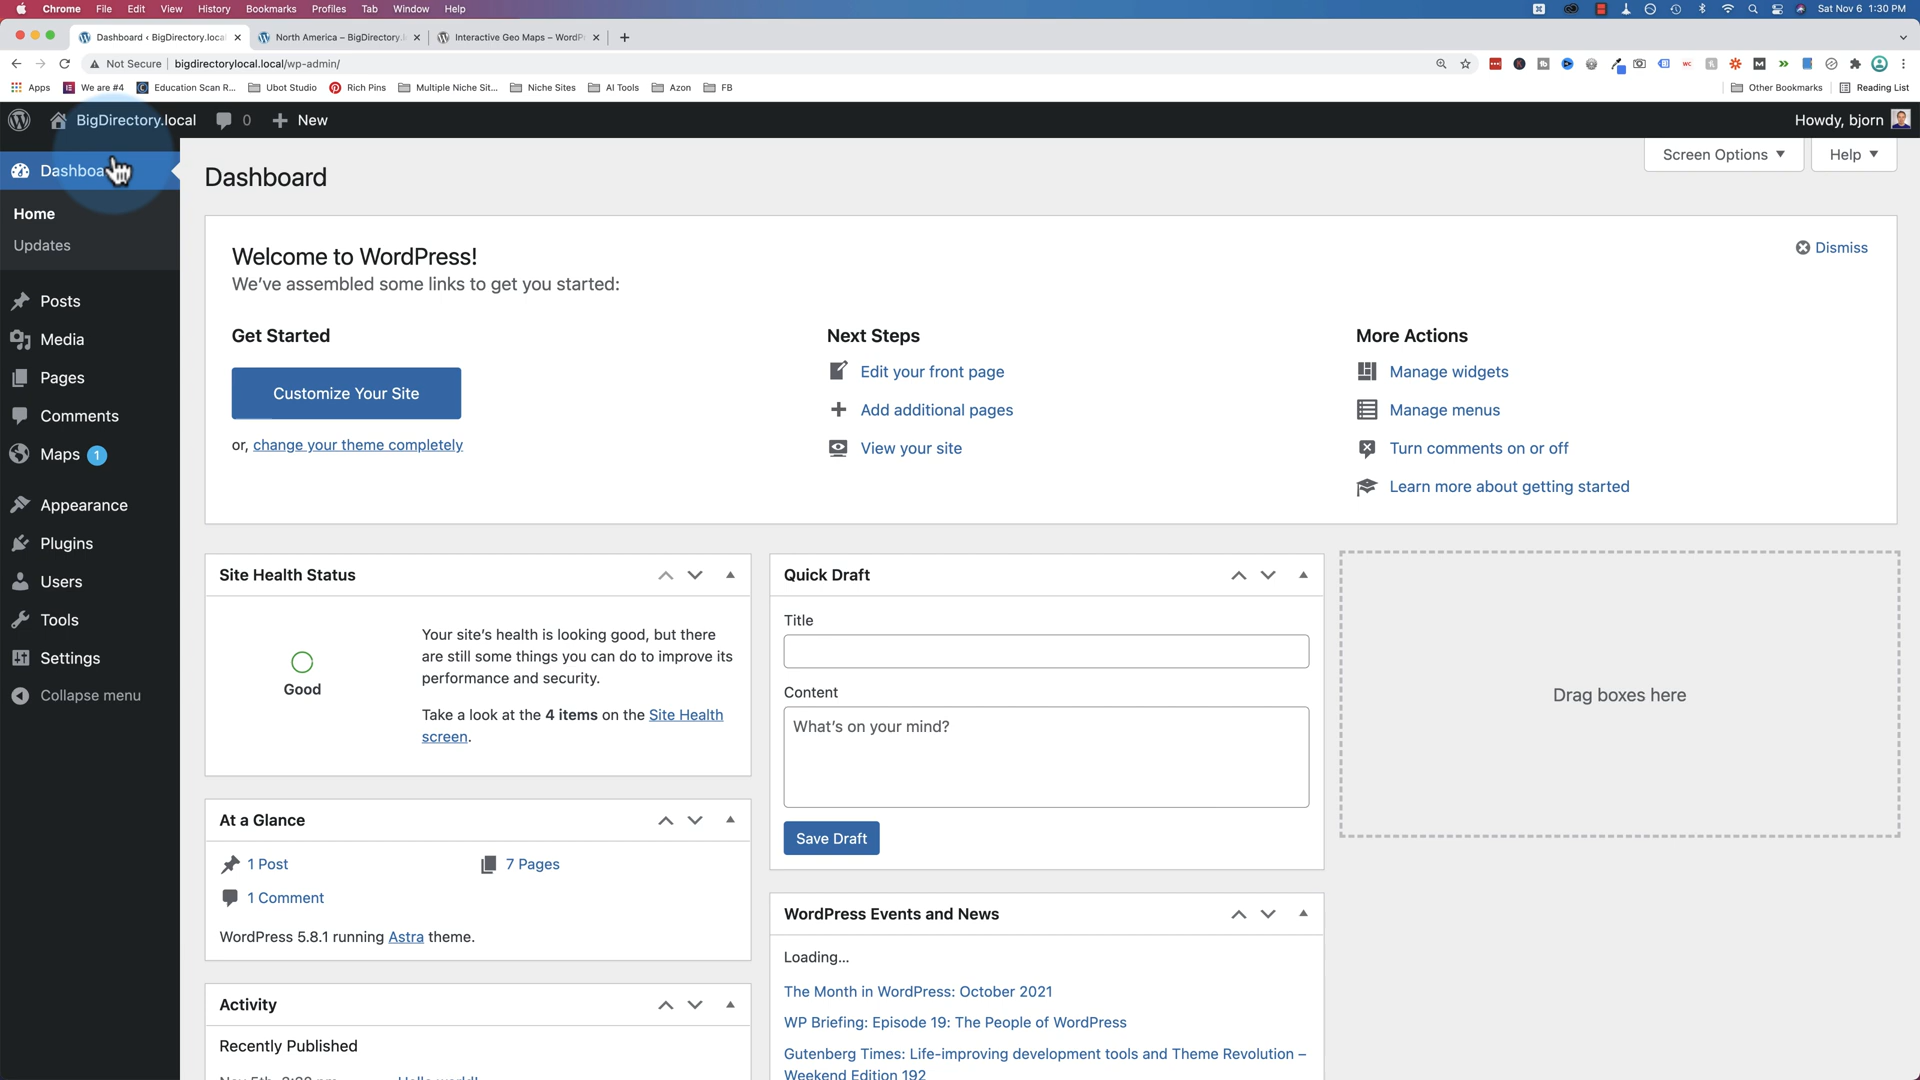 Chrome File Edit View History Bookmarks Profiles Tab Window Help Sat Nov 6 1:30 PM
Dashboard ‹ BigDirectory.local North America – BigDirectory. Interactive Geo Maps – WordP
Not Secure bigdirectorylocal.local/wp-admin/
Apps We are #4 Education Scan R... Ubot Studio Rich Pins Multiple Niche Sit... Niche Sites AI Tools Azon FB Other Bookmarks Reading List
BigDirectory.local 0 New Howdy, bjorn
Screen Options Help
Dashboa
Dashboard
Home
Updates
Posts
Media
Pages
Comments
Maps 1
Appearance
Plugins
Users
Tools
Settings
Collapse menu
Welcome to WordPress!
Dismiss
We've assembled some links to get you started:
Get Started
Customize Your Site
or, change your theme completely
Next Steps
Edit your front page
Add additional pages
View your site
More Actions
Manage widgets
Manage menus
Turn comments on or off
Learn more about getting started
Site Health Status
Good
Your site's health is looking good, but there
are still some things you can do to improve its
performance and security.
Take a look at the 4 items on the Site Health
screen.
At a Glance
1 Post 7 Pages
1 Comment
WordPress 5.8.1 running Astra theme.
Activity
Recently Published
Quick Draft
Title
Content
What's on your mind?
Save Draft
WordPress Events and News
Loading...
The Month in WordPress: October 2021
WP Briefing: Episode 19: The People of WordPress
Gutenberg Times: Life-improving development tools and Theme Revolution –
Weekend Edition 192
Drag boxes here